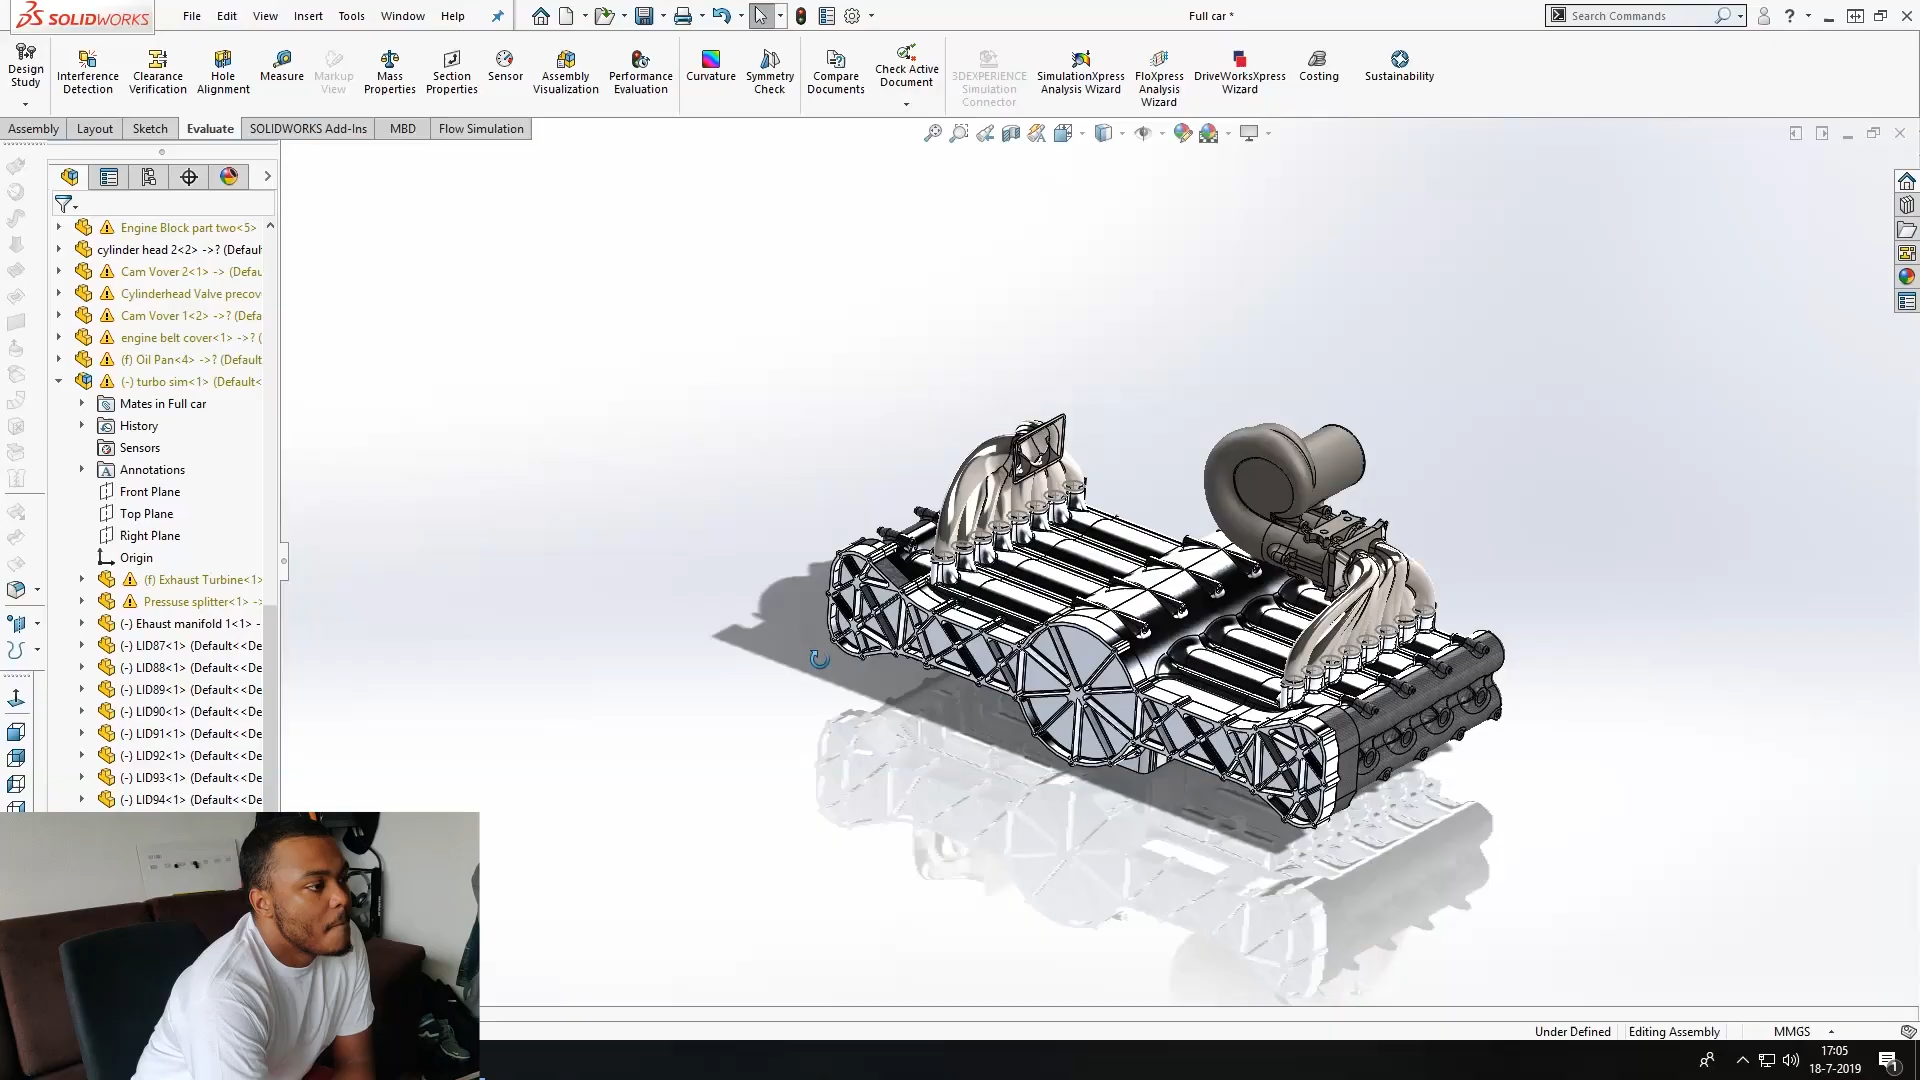 SOLIDWORKS
File Edit View Insert Tools Window Help
Full car *
Search Commands
Design Study
Interference Detection
Clearance Verification
Hole Alignment
Measure
Markup View
Mass Properties
Section Properties
Sensor
Assembly Visualization
Performance Evaluation
Curvature
Symmetry Check
Compare Documents
Check Active Document
3DEXPERIENCE Simulation Connector
SimulationXpress Analysis Wizard
FloXpress Analysis Wizard
DriveWorksXpress Wizard
Costing
Sustainability
Assembly Layout Sketch Evaluate SOLIDWORKS Add-Ins MBD Flow Simulation
Engine Block part two<5>
cylinder head 2<2> ->? (Defaul
Cam Vover 2<1> -> (Defau
Cylinderhead Valve precov
Cam Vover 1<2> ->? (Defa
engine belt cover<1> ->? (
(f) Oil Pan<4> ->? (Default
(-) turbo sim<1> (Default<
Mates in Full car
History
Sensors
Annotations
Front Plane
Top Plane
Right Plane
Origin
(f) Exhaust Turbine<1>
Pressuse splitter<1> ->
(-) Ehaust manifold 1<1> -
(-) LID87<1> (Default<<De
(-) LID88<1> (Default<<De
(-) LID89<1> (Default<<De
(-) LID90<1> (Default<<De
(-) LID91<1> (Default<<De
(-) LID92<1> (Default<<De
(-) LID93<1> (Default<<De
(-) LID94<1> (Default<<De
Under Defined Editing Assembly MMGS
17:05
18-7-2019
1